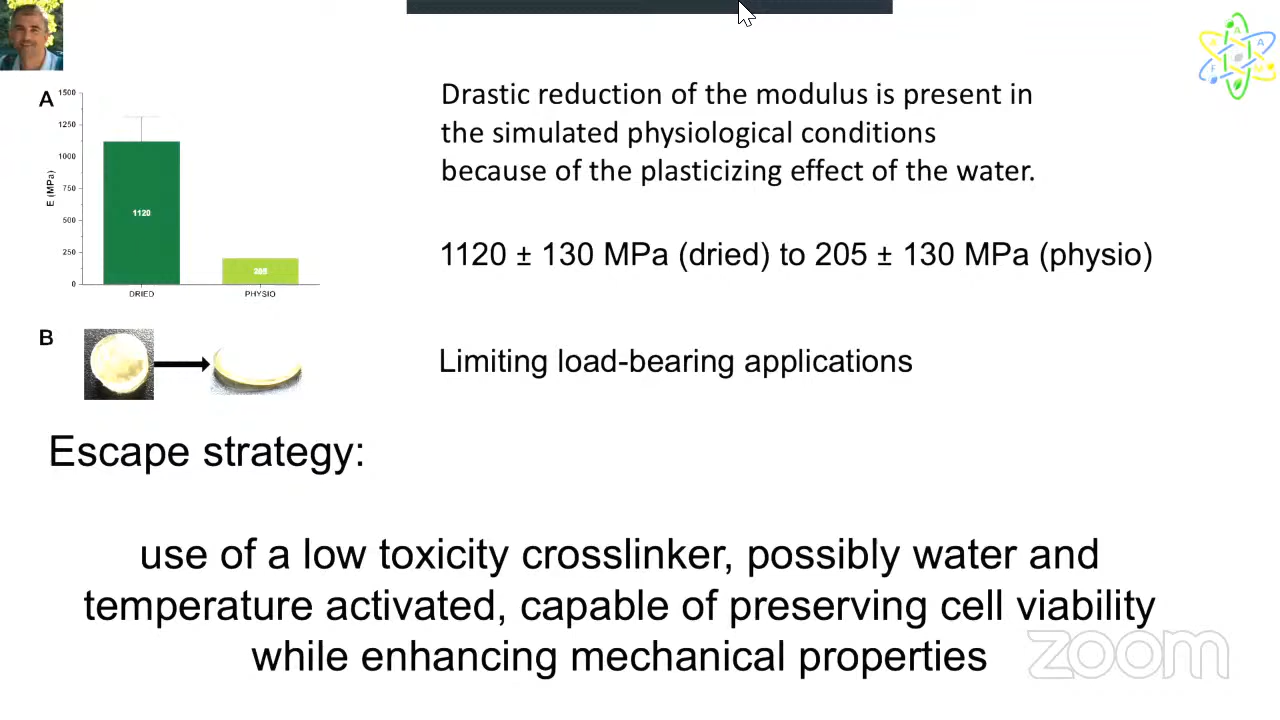 A
1500
1250
1000
750
500
250
0
E (MPa)
1120
205
DRIED
PHYSIO
Drastic reduction of the modulus is present in
the simulated physiological conditions
because of the plasticizing effect of the water.
1120 ± 130 MPa (dried) to 205 ± 130 MPa (physio)
B
Limiting load-bearing applications
Escape strategy:
use of a low toxicity crosslinker, possibly water and
temperature activated, capable of preserving cell viability
while enhancing mechanical properties
zoom